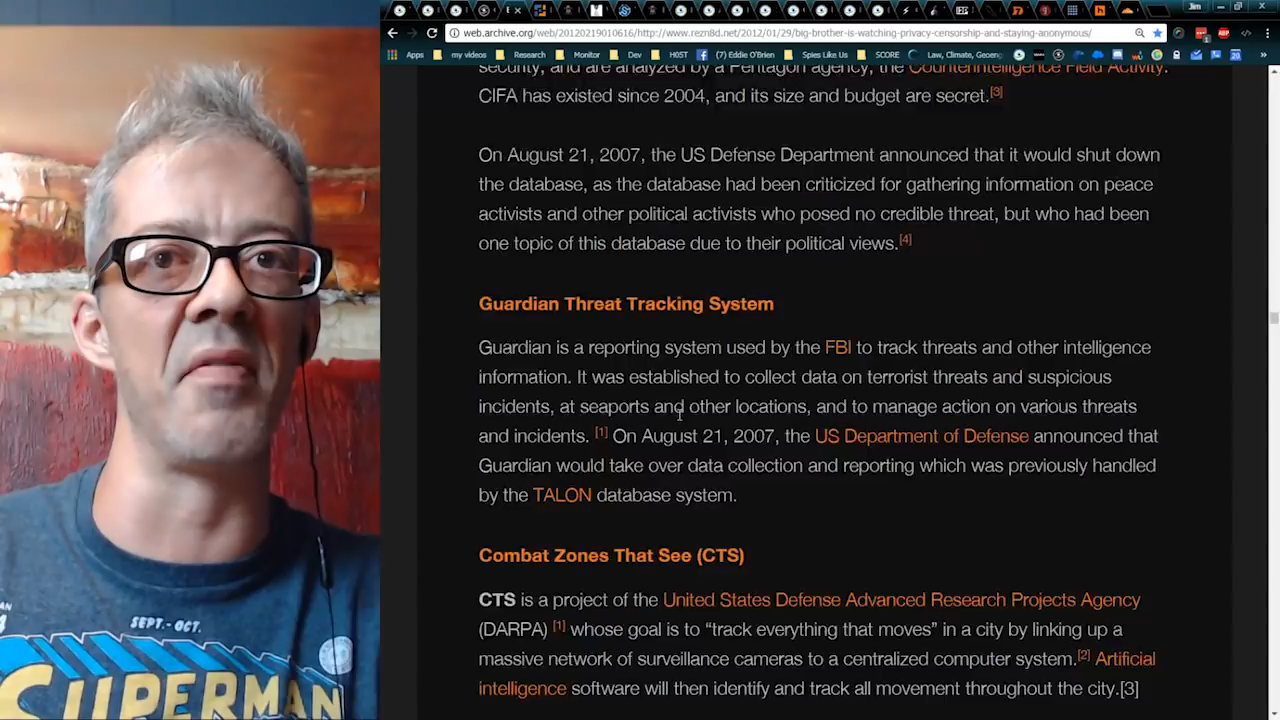 Jim
web.archive.org/web/20120219010616/http://www.rezn8d.net/2012/01/29/big-brother-is-watching-privacy-censorship-and-staying-anonymous/
Apps my videos Research Monitor Dev H0ST (Eddie O'Brien) Spies Like Us SCORE Law, Climate, Geoeng
security, and are analyzed by a Pentagon agency, the Counterintelligence Field Activity.
CIFA has existed since 2004, and its size and budget are secret.[3]
On August 21, 2007, the US Defense Department announced that it would shut down
the database, as the database had been criticized for gathering information on peace
activists and other political activists who posed no credible threat, but who had been
one topic of this database due to their political views.[4]
Guardian Threat Tracking System
Guardian is a reporting system used by the FBI to track threats and other intelligence
information. It was established to collect data on terrorist threats and suspicious
incidents, at seaports and other locations, and to manage action on various threats
and incidents. [1] On August 21, 2007, the US Department of Defense announced that
Guardian would take over data collection and reporting which was previously handled
by the TALON database system.
Combat Zones That See (CTS)
CTS is a project of the United States Defense Advanced Research Projects Agency
(DARPA) [1] whose goal is to “track everything that moves” in a city by linking up a
massive network of surveillance cameras to a centralized computer system.[2] Artificial
intelligence software will then identify and track all movement throughout the city.[3]
SEPT.-OCT.
SUPERMAN